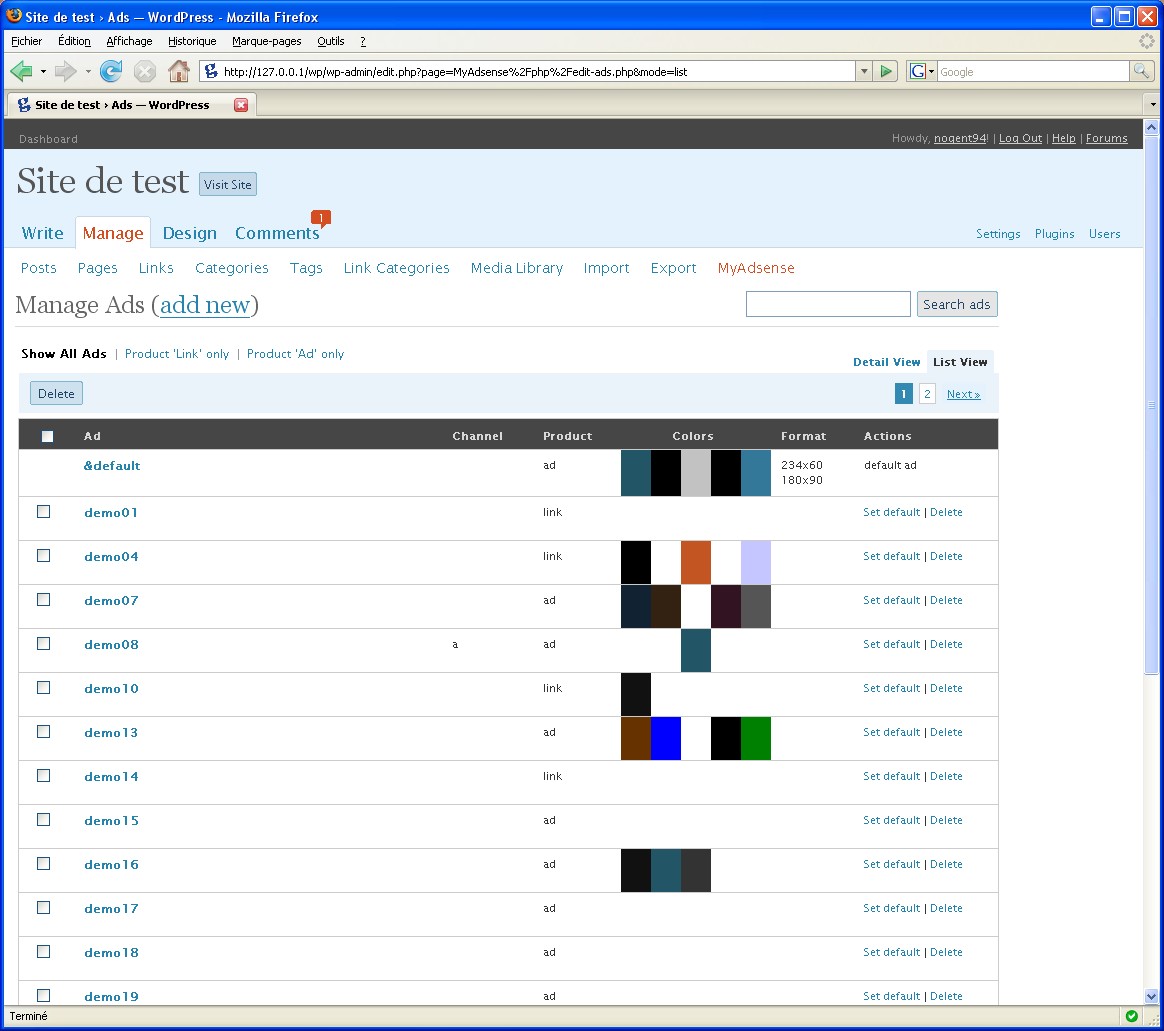 Site de test › Ads — WordPress - Mozilla Firefox
Fichier Édition Affichage Historique Marque-pages Outils ?
http://127.0.0.1/wp/wp-admin/edit.php?page=MyAdsense%2Fphp%2Fedit-ads.php&mode=list G Google
Site de test › Ads — WordPress
Dashboard Howdy, nogent94! | Log Out | Help | Forums
Site de test Visit Site
1
Write Manage Design Comments Settings Plugins Users
Posts Pages Links Categories Tags Link Categories Media Library Import Export MyAdsense
Manage Ads (add new) Search ads
Show All Ads | Product 'Link' only | Product 'Ad' only
Detail View List View
Delete 1 2 Next »
Ad Channel Product Colors Format Actions
&default ad 234x60 default ad
180x90
demo01 link Set default | Delete
demo04 link Set default | Delete
demo07 ad Set default | Delete
demo08 a ad Set default | Delete
demo10 link Set default | Delete
demo13 ad Set default | Delete
demo14 link Set default | Delete
demo15 ad Set default | Delete
demo16 ad Set default | Delete
demo17 ad Set default | Delete
demo18 ad Set default | Delete
demo19 ad Set default | Delete
Terminé